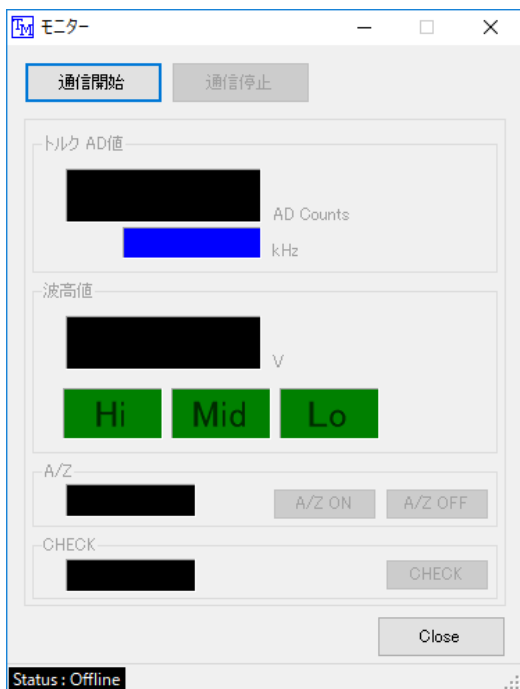 TM モニター
通信開始 通信停止
トルク AD値
AD Counts
kHz
波高値
V
Hi Mid Lo
A/Z
A/Z ON A/Z OFF
CHECK
CHECK
Close
Status : Offline